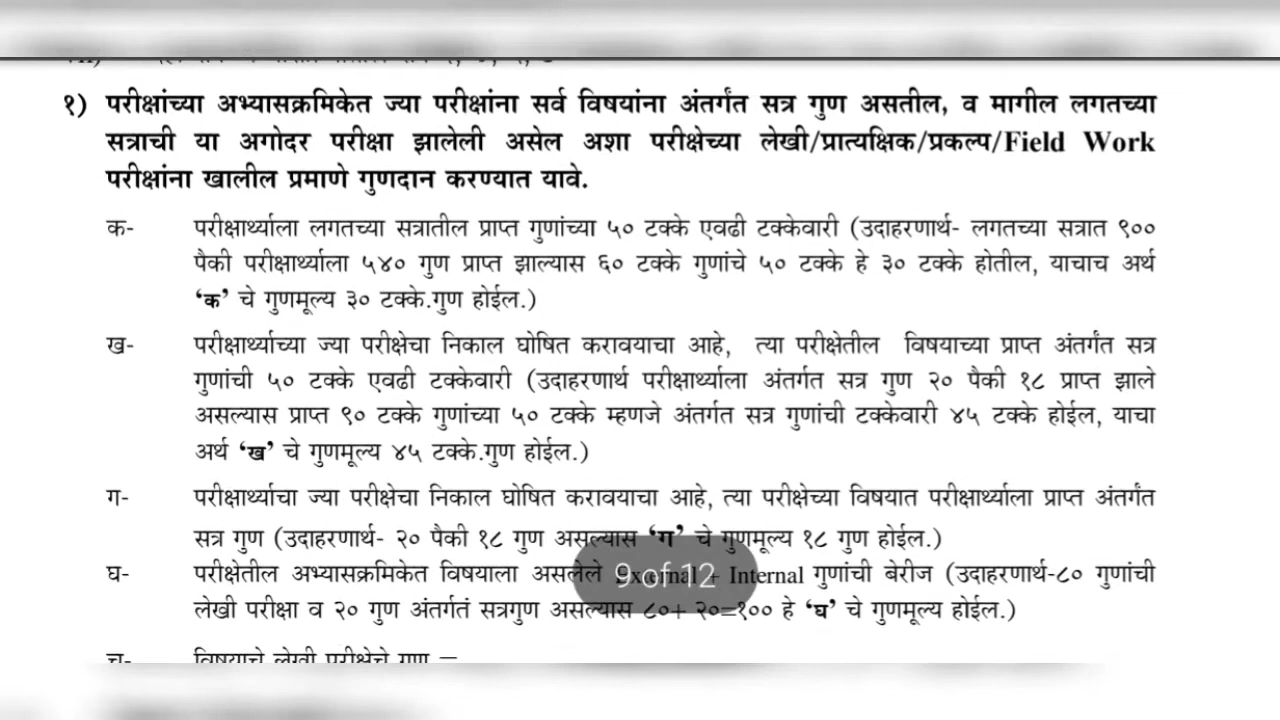 १) परीक्षांच्या अभ्यासक्रमिकेत ज्या परीक्षांना सर्व विषयांना अंतर्गंत सत्र गुण असतील, व मागील लगतच्या
सत्राची या अगोदर परीक्षा झालेली असेल अशा परीक्षेच्या लेखी/प्रात्यक्षिक/प्रकल्प/Field Work
परीक्षांना खालील प्रमाणे गुणदान करण्यात यावे.
क- परीक्षार्थ्याला लगतच्या सत्रातील प्राप्त गुणांच्या ५० टक्के एवढी टक्केवारी (उदाहरणार्थ- लगतच्या सत्रात ९००
पैकी परीक्षार्थ्याला ५४० गुण प्राप्त झाल्यास ६० टक्के गुणांचे ५० टक्के हे ३० टक्के होतील, याचाच अर्थ
‘क’ चे गुणमूल्य ३० टक्के.गुण होईल.)
ख- परीक्षार्थ्याच्या ज्या परीक्षेचा निकाल घोषित करावयाचा आहे, त्या परीक्षेतील विषयाच्या प्राप्त अंतर्गंत सत्र
गुणांची ५० टक्के एवढी टक्केवारी (उदाहरणार्थ परीक्षार्थ्याला अंतर्गत सत्र गुण २० पैकी १८ प्राप्त झाले
असल्यास प्राप्त ९० टक्के गुणांच्या ५० टक्के म्हणजे अंतर्गत सत्र गुणांची टक्केवारी ४५ टक्के होईल, याचा
अर्थ ‘ख’ चे गुणमूल्य ४५ टक्के.गुण होईल.)
ग- परीक्षार्थ्याचा ज्या परीक्षेचा निकाल घोषित करावयाचा आहे, त्या परीक्षेच्या विषयात परीक्षार्थ्याला प्राप्त अंतर्गंत
सत्र गुण (उदाहरणार्थ- २० पैकी १८ गुण असल्यास ‘ग’ चे गुणमूल्य १८ गुण होईल.)
घ- परीक्षेतील अभ्यासक्रमिकेत विषयाला असलेले External + Internal गुणांची बेरीज (उदाहरणार्थ-८० गुणांची
9 of 12
लेखी परीक्षा व २० गुण अंतर्गतं सत्रगुण असल्यास ८०+ २०=१०० हे ‘घ’ चे गुणमूल्य होईल.)
च- विषयाचे लेखी परीक्षेचे गुण =